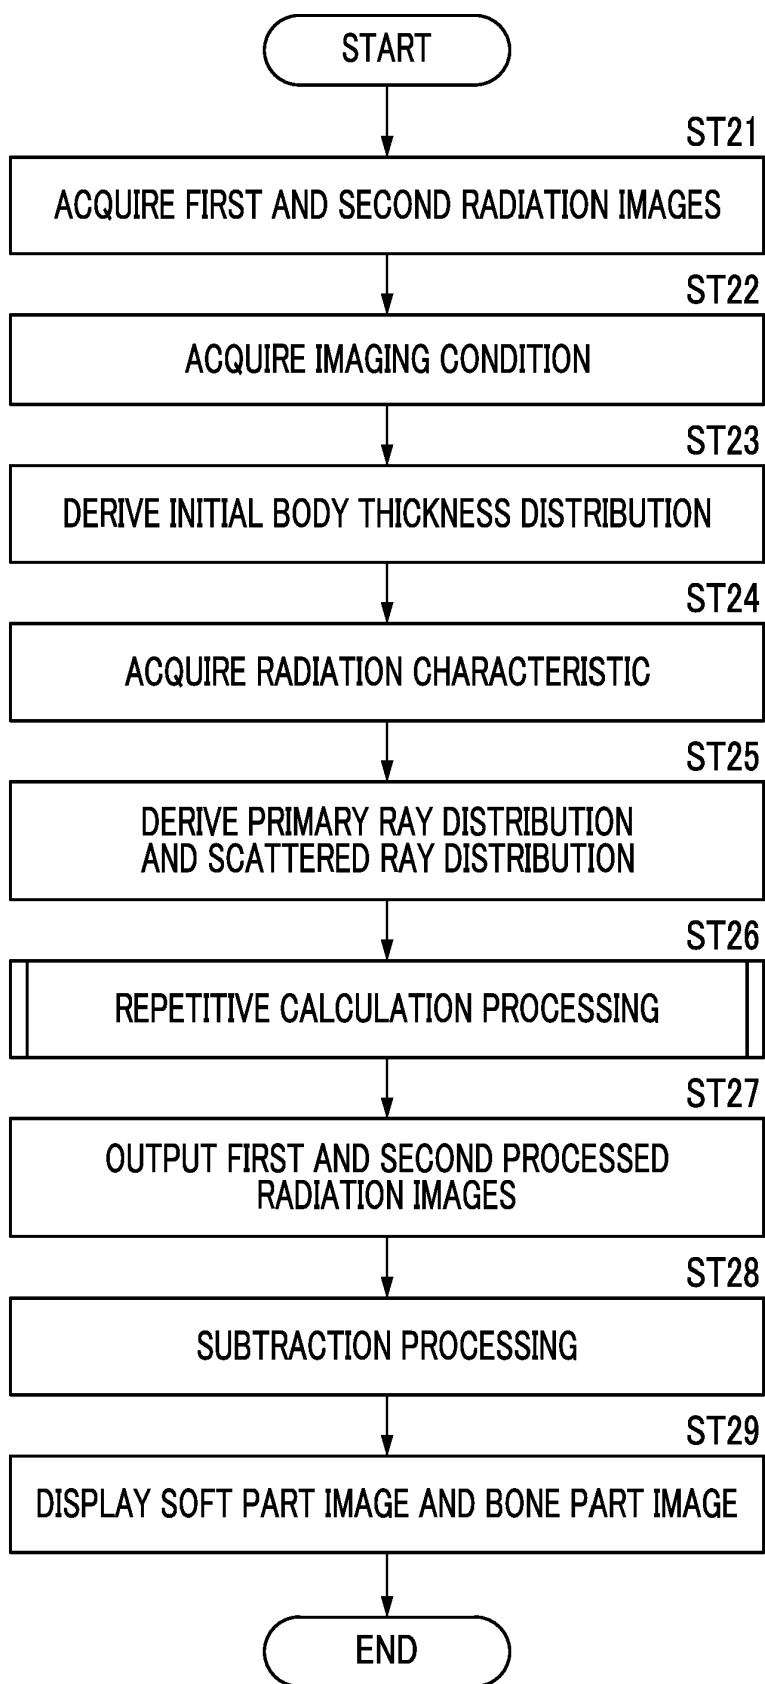 START
ST21
ACQUIRE FIRST AND SECOND RADIATION IMAGES
ST22
ACQUIRE IMAGING CONDITION
ST23
DERIVE INITIAL BODY THICKNESS DISTRIBUTION
ST24
ACQUIRE RADIATION CHARACTERISTIC
ST25
DERIVE PRIMARY RAY DISTRIBUTION
AND SCATTERED RAY DISTRIBUTION
ST26
REPETITIVE CALCULATION PROCESSING
ST27
OUTPUT FIRST AND SECOND PROCESSED
RADIATION IMAGES
ST28
SUBTRACTION PROCESSING
ST29
DISPLAY SOFT PART IMAGE AND BONE PART IMAGE
END